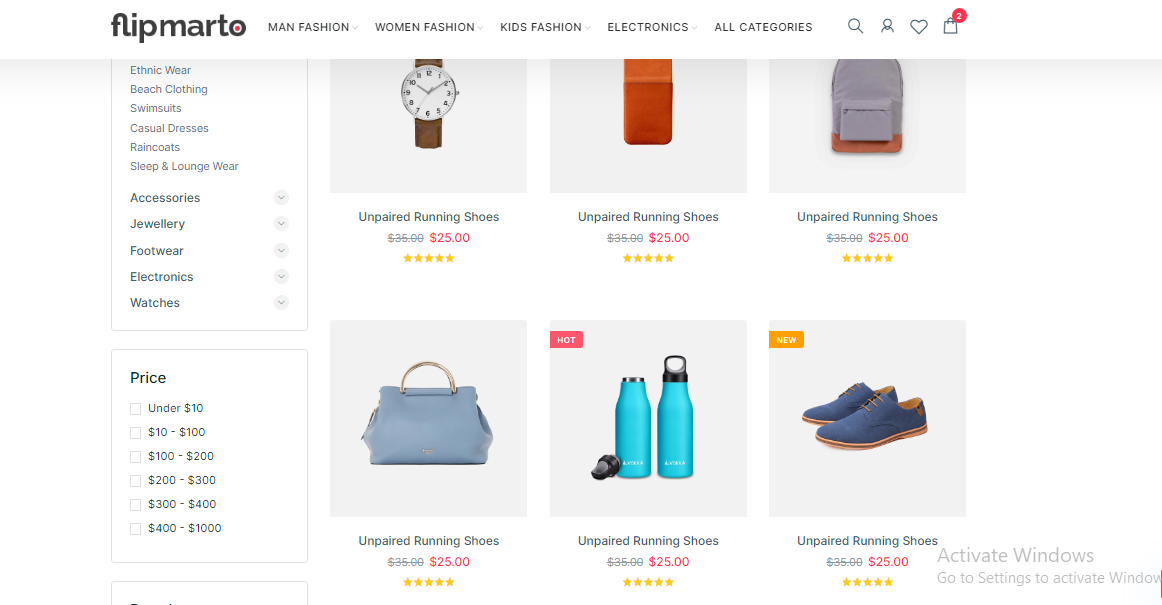 flipmarto
MAN FASHION
WOMEN FASHION
KIDS FASHION
ELECTRONICS
ALL CATEGORIES
2
Ethnic Wear
Beach Clothing
Swimsuits
Casual Dresses
Raincoats
Sleep & Lounge Wear
Accessories
Jewellery
Footwear
Electronics
Watches
Price
Under $10
$10 - $100
$100 - $200
$200 - $300
$300 - $400
$400 - $1000
Unpaired Running Shoes
$35.00 $25.00
Unpaired Running Shoes
$35.00 $25.00
Unpaired Running Shoes
$35.00 $25.00
HOT
NEW
Unpaired Running Shoes
$35.00 $25.00
Unpaired Running Shoes
$35.00 $25.00
Unpaired Running Shoes
$35.00 $25.00
Activate Windows
Go to Settings to activate Window